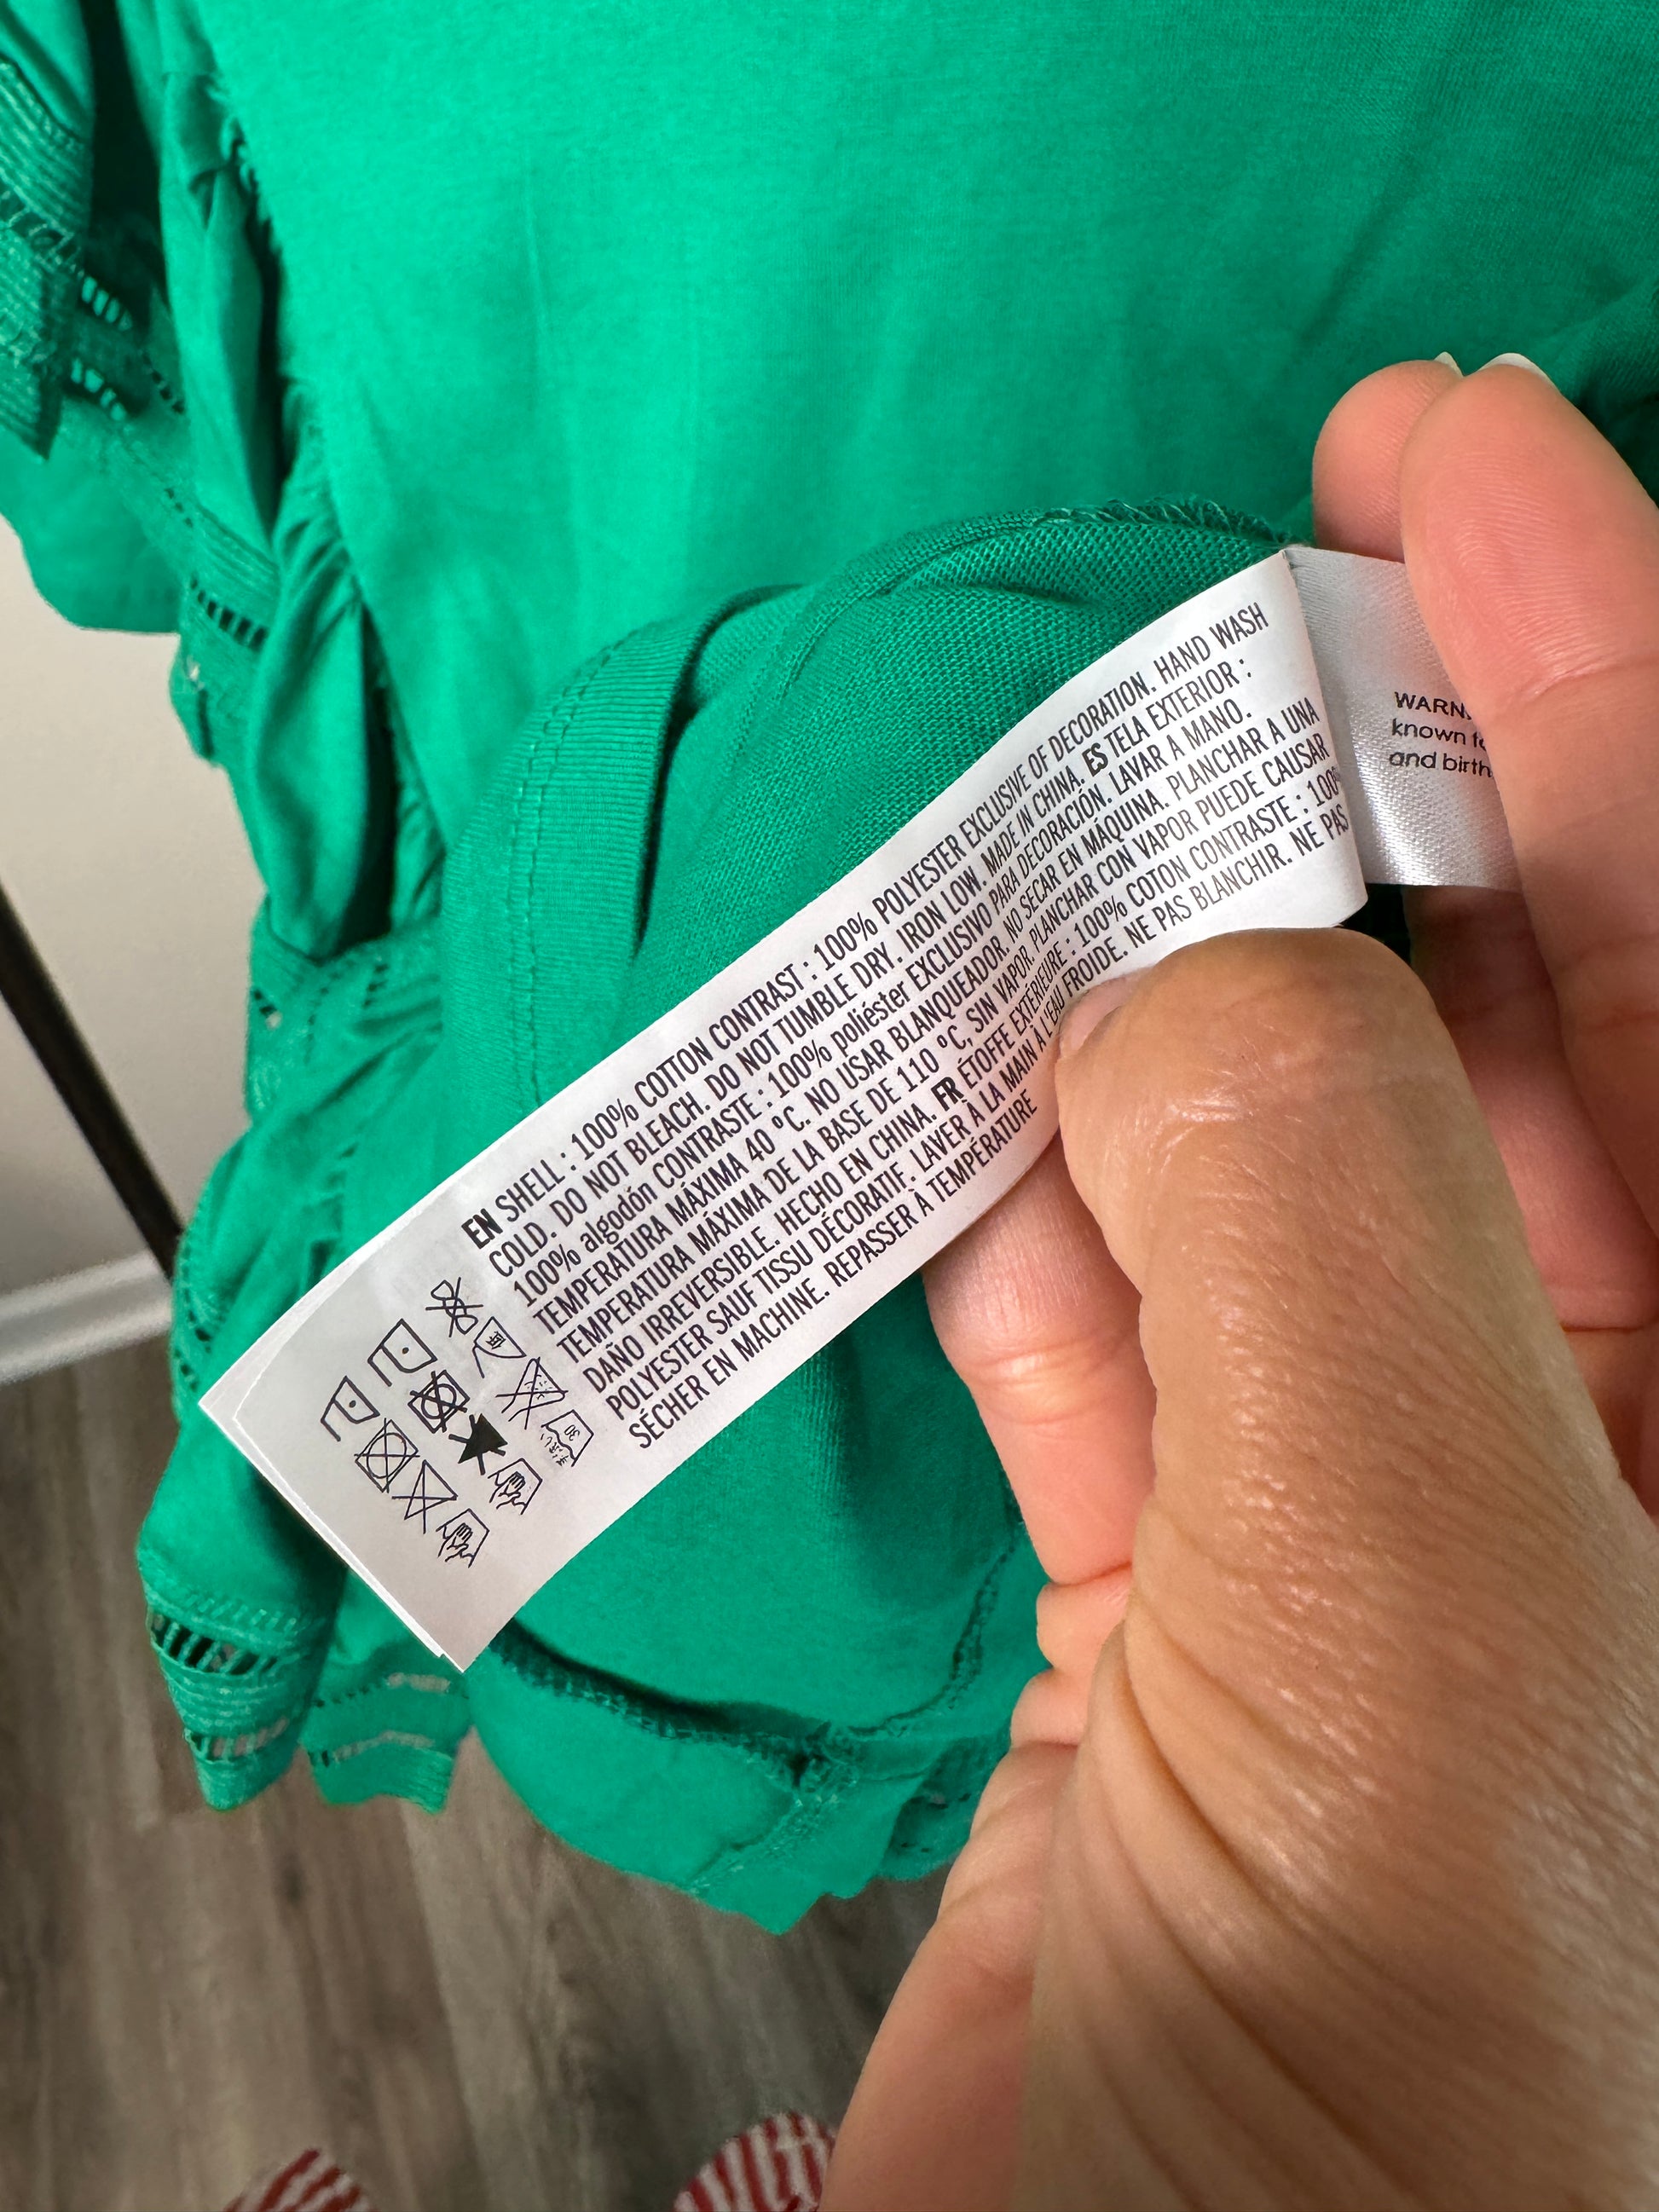 EN SHELL : 100% COTTON CONTRAST : 100% POLYESTER EXCLUSIVE OF DECORATION. HAND WASH
COLD. DO NOT BLEACH. DO NOT TUMBLE DRY. IRON LOW. MADE IN CHINA. ES TELA EXTERIOR :
100% algodón CONTRASTE : 100% poliéster EXCLUSIVO PARA DECORACIÓN. LAVAR A MANO.
TEMPERATURA MÁXIMA 40 °C. NO USAR BLANQUEADOR. NO SECAR EN MÁQUINA. PLANCHAR A UNA
TEMPERATURA MÁXIMA DE LA BASE DE 110 °C, SIN VAPOR. PLANCHAR CON VAPOR PUEDE CAUSAR
DAÑO IRREVERSIBLE. HECHO EN CHINA. FR ÉTOFFE EXTÉRIEURE : 100% COTON CONTRASTE : 100%
POLYESTER SAUF TISSU DÉCORATIF. LAVER À LA MAIN À L'EAU FROIDE. NE PAS BLANCHIR. NE PAS
SÉCHER EN MACHINE. REPASSER À TEMPÉRATURE
30
known
and birth